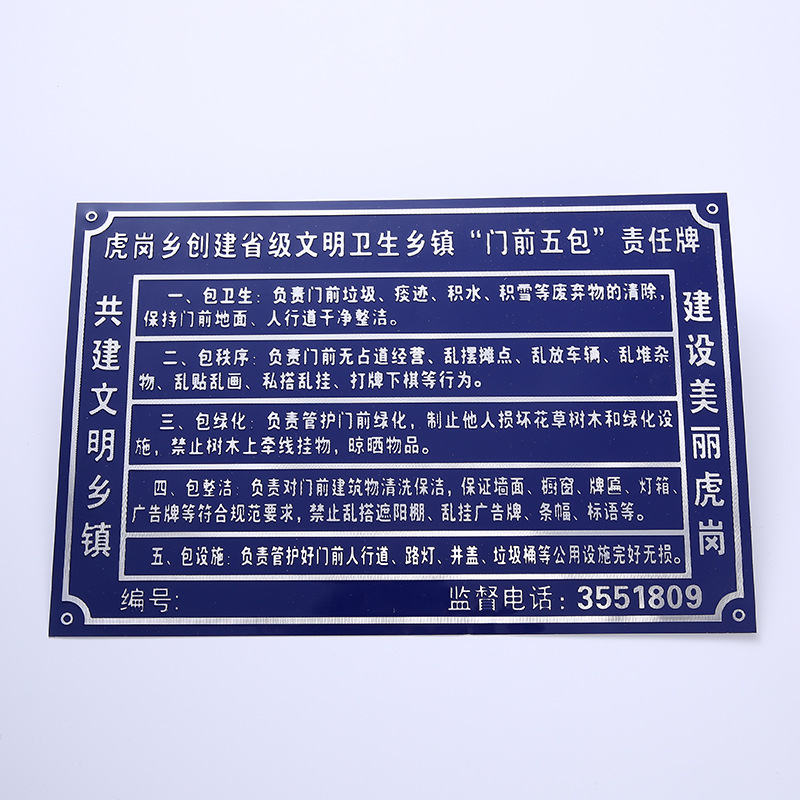 虎岗乡创建省级文明卫生乡镇“门前五包”责任牌
共建文明乡镇
一、包卫生：负责门前垃圾、痰迹、积水、积雪等废弃物的清除，
保持门前地面、人行道干净整洁。
二、包秩序：负责门前无占道经营、乱摆摊点、乱放车辆、乱堆杂
物、乱贴乱画、私搭乱挂、打牌下棋等行为。
三、包绿化：负责管护门前绿化，制止他人损坏花草树木和绿化设
施，禁止树木上牵线挂物，晾晒物品。
四、包整洁：负责对门前建筑物清洗保洁，保证墙面、橱窗、牌匾、灯箱、
广告牌等符合规范要求，禁止乱搭遮阳棚、乱挂广告牌、条幅、标语等。
五、包设施：负责管护好门前人行道、路灯、井盖、垃圾桶等公用设施完好无损。
建设美丽虎岗
编号：
监督电话：3551809